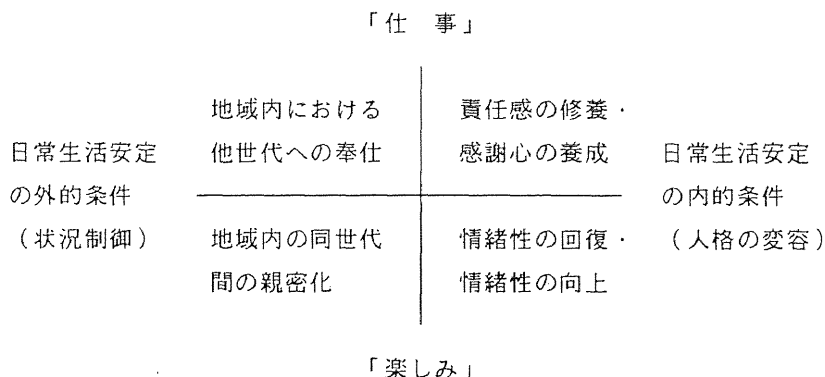 「仕 事」
地域内における 責任感の修養・
日常生活安定 他世代への奉仕 感謝心の養成 日常生活安定
の外的条件 の内的条件
(状況制御) 地域内の同世代 情緒性の回復・ (人格の変容)
間の親密化 情緒性の向上
「楽しみ」